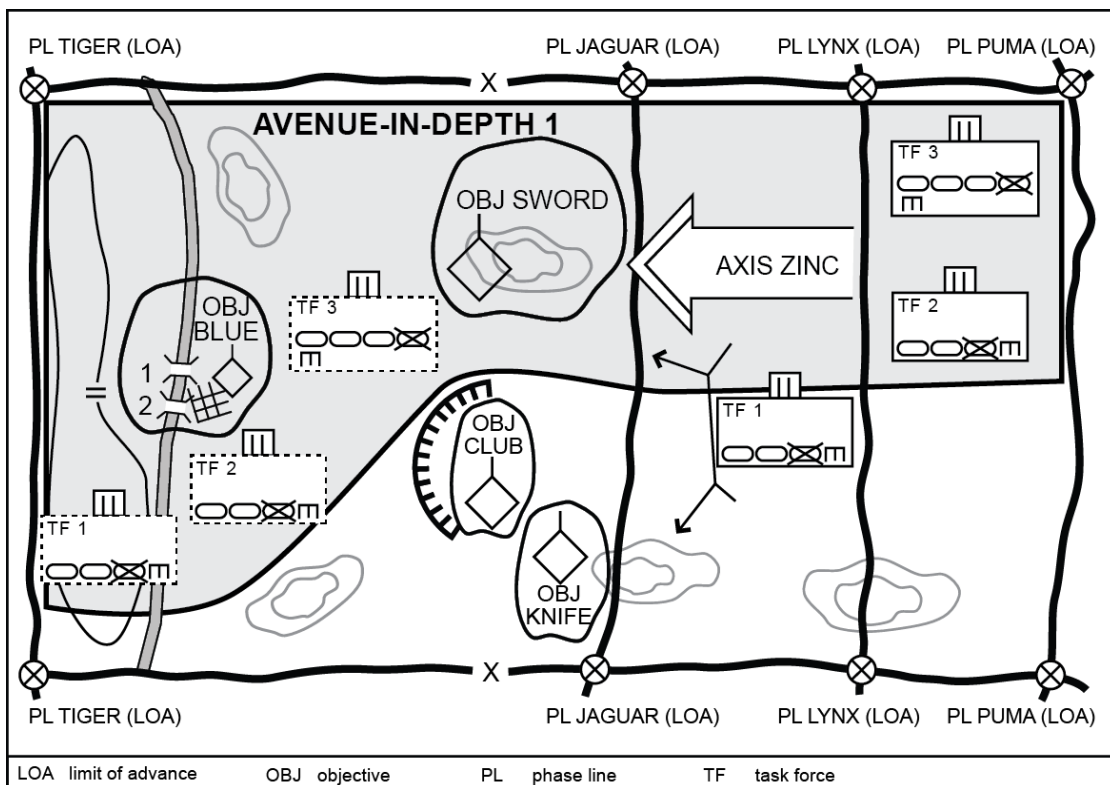 PL TIGER (LOA)
PL JAGUAR (LOA)
PL LYNX (LOA)
PL PUMA (LOA)
X
AVENUE-IN-DEPTH 1
TF 3
OBJ SWORD
AXIS ZINC
TF 2
TF 3
OBJ
BLUE
1
2
TF 1
OBJ
CLUB
TF 2
TF 1
OBJ
KNIFE
X
PL TIGER (LOA)
PL JAGUAR (LOA)
PL LYNX (LOA)
PL PUMA (LOA)
LOA limit of advance
OBJ objective
PL phase line
TF task force